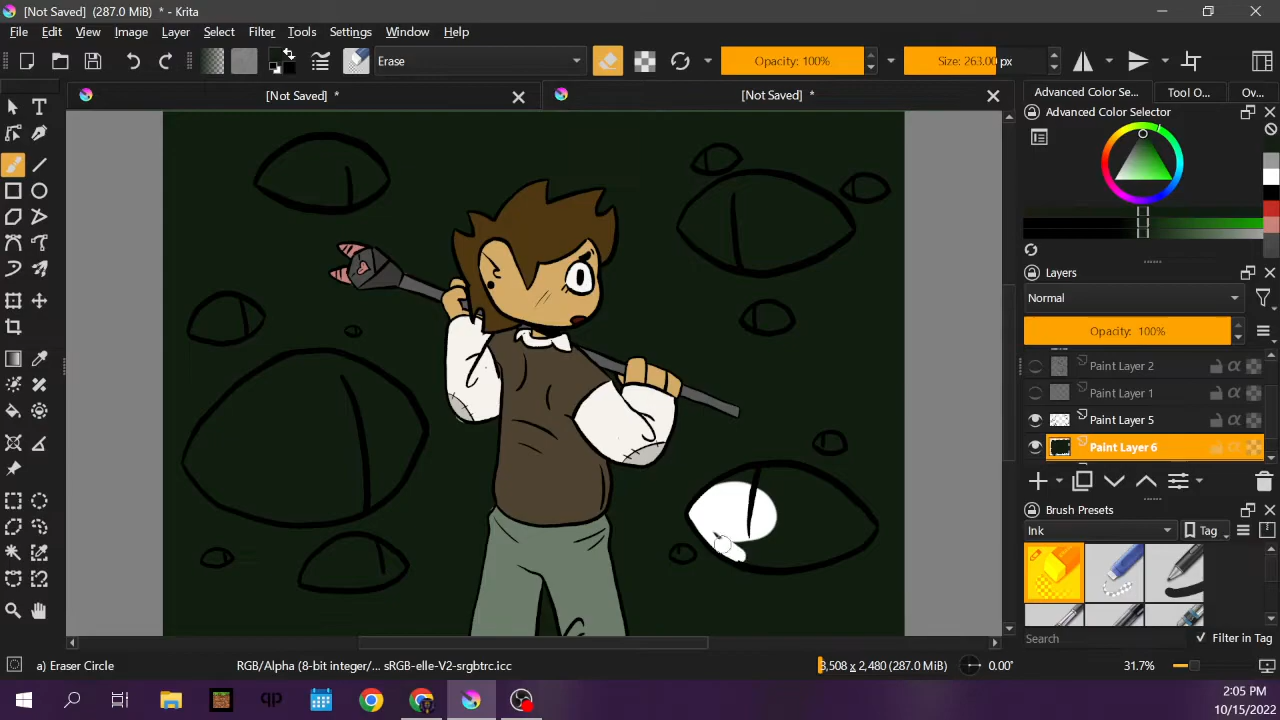 [Not Saved] (287.0 MiB) * - Krita
File Edit View Image Layer Select Filter Tools Settings Window Help
Erase Opacity: 100% Size: 263.00 px
[Not Saved] * [Not Saved] * Advanced Color Se... Tool O... Ov...
Advanced Color Selector
Layers
Normal
Opacity: 100%
Paint Layer 2
Paint Layer 1
Paint Layer 5
Paint Layer 6
Brush Presets
Ink Tag
Search Filter in Tag
a) Eraser Circle RGB/Alpha (8-bit integer/... sRGB-elle-V2-srgbtrc.icc 3,508 x 2,480 (287.0 MiB) 0.00° 31.7%
qp 2:05 PM
10/15/2022